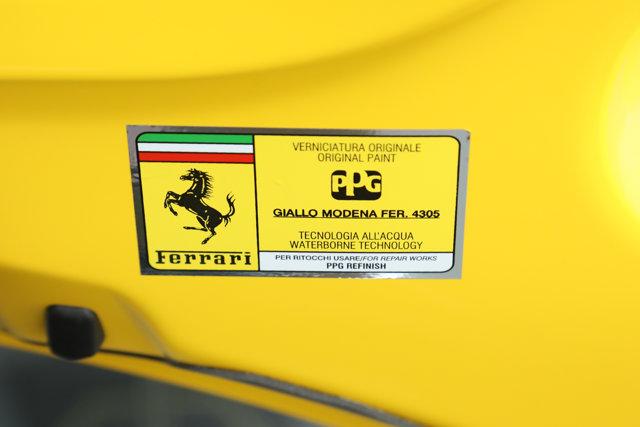 Ferrari
VERNICIATURA ORIGINALE
ORIGINAL PAINT
PPG
GIALLO MODENA FER. 4305
TECNOLOGIA ALL'ACQUA
WATERBORNE TECHNOLOGY
PER RITOCCHI USARE/FOR REPAIR WORKS
PPG REFINISH